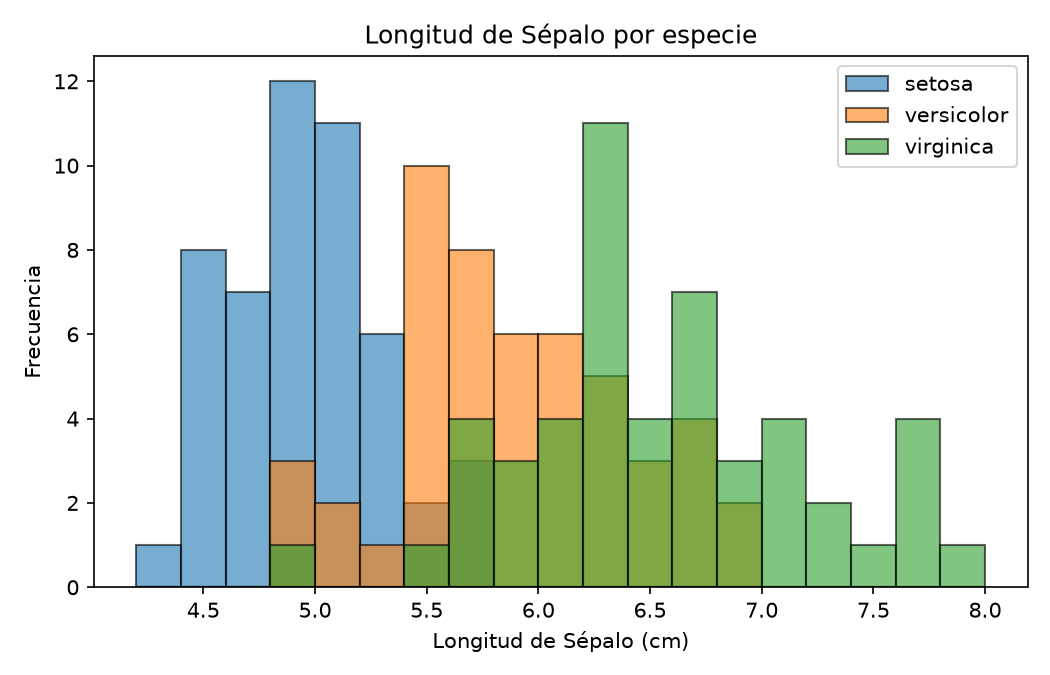 Longitud de Sépalo por especie
setosa
versicolor
virginica
Frecuencia
12
10
8
6
4
2
0
4.5 5.0 5.5 6.0 6.5 7.0 7.5 8.0
Longitud de Sépalo (cm)